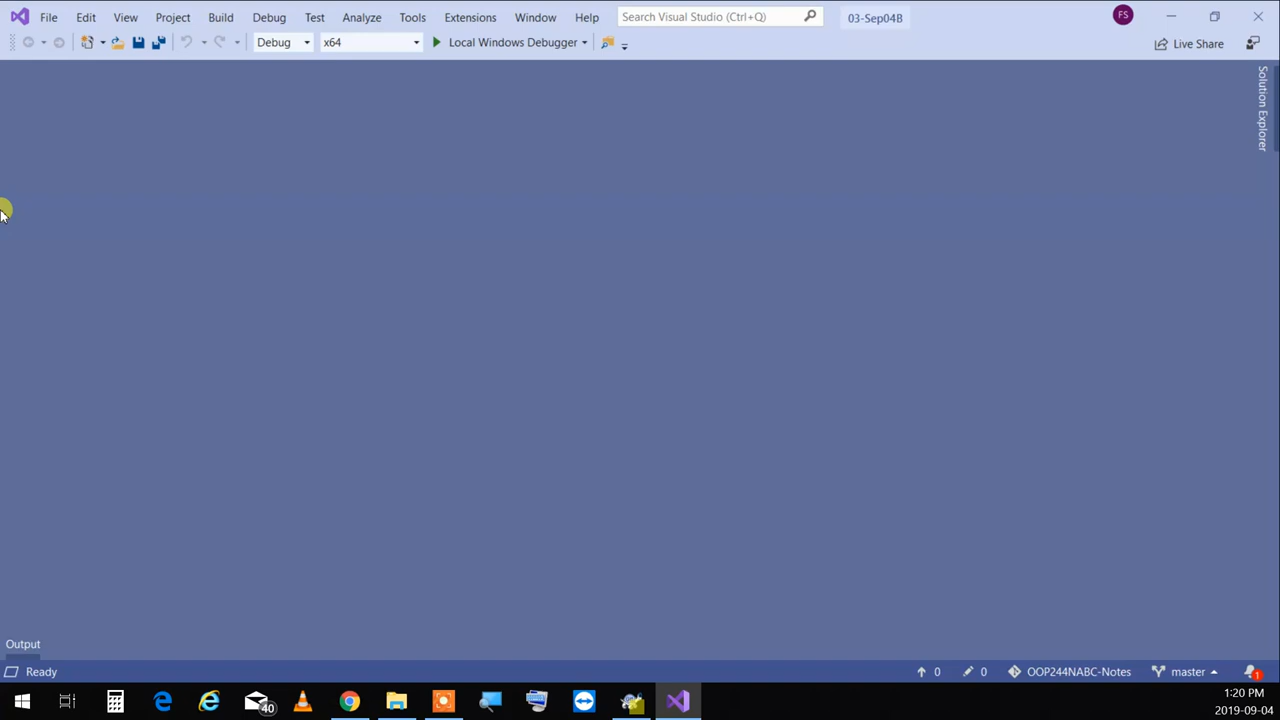 File Edit View Project Build Debug Test Analyze Tools Extensions Window Help Search Visual Studio (Ctrl+Q) 03-Sep04B FS
Debug x64 Local Windows Debugger Live Share
Solution Explorer
Output
Ready 0 0 OOP244NABC-Notes master 1
40
1:20 PM
2019-09-04